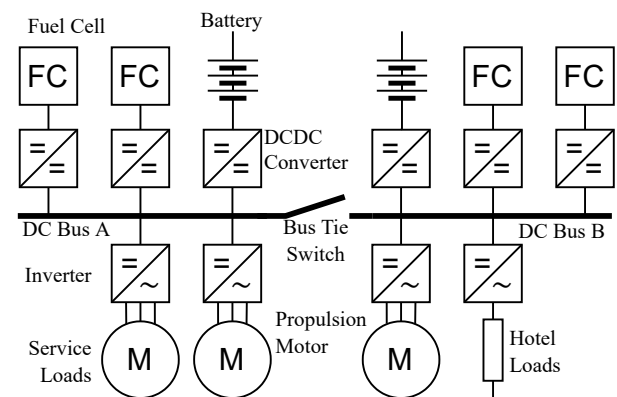 Fuel Cell
Battery
FC
FC
FC
FC
=
=
=
=
=
=
DCDC
Converter
=
=
=
=
=
=
DC Bus A
Bus Tie
Switch
DC Bus B
Inverter
=
~
=
~
=
~
=
~
Service
Loads
M
M
Propulsion
Motor
M
Hotel
Loads